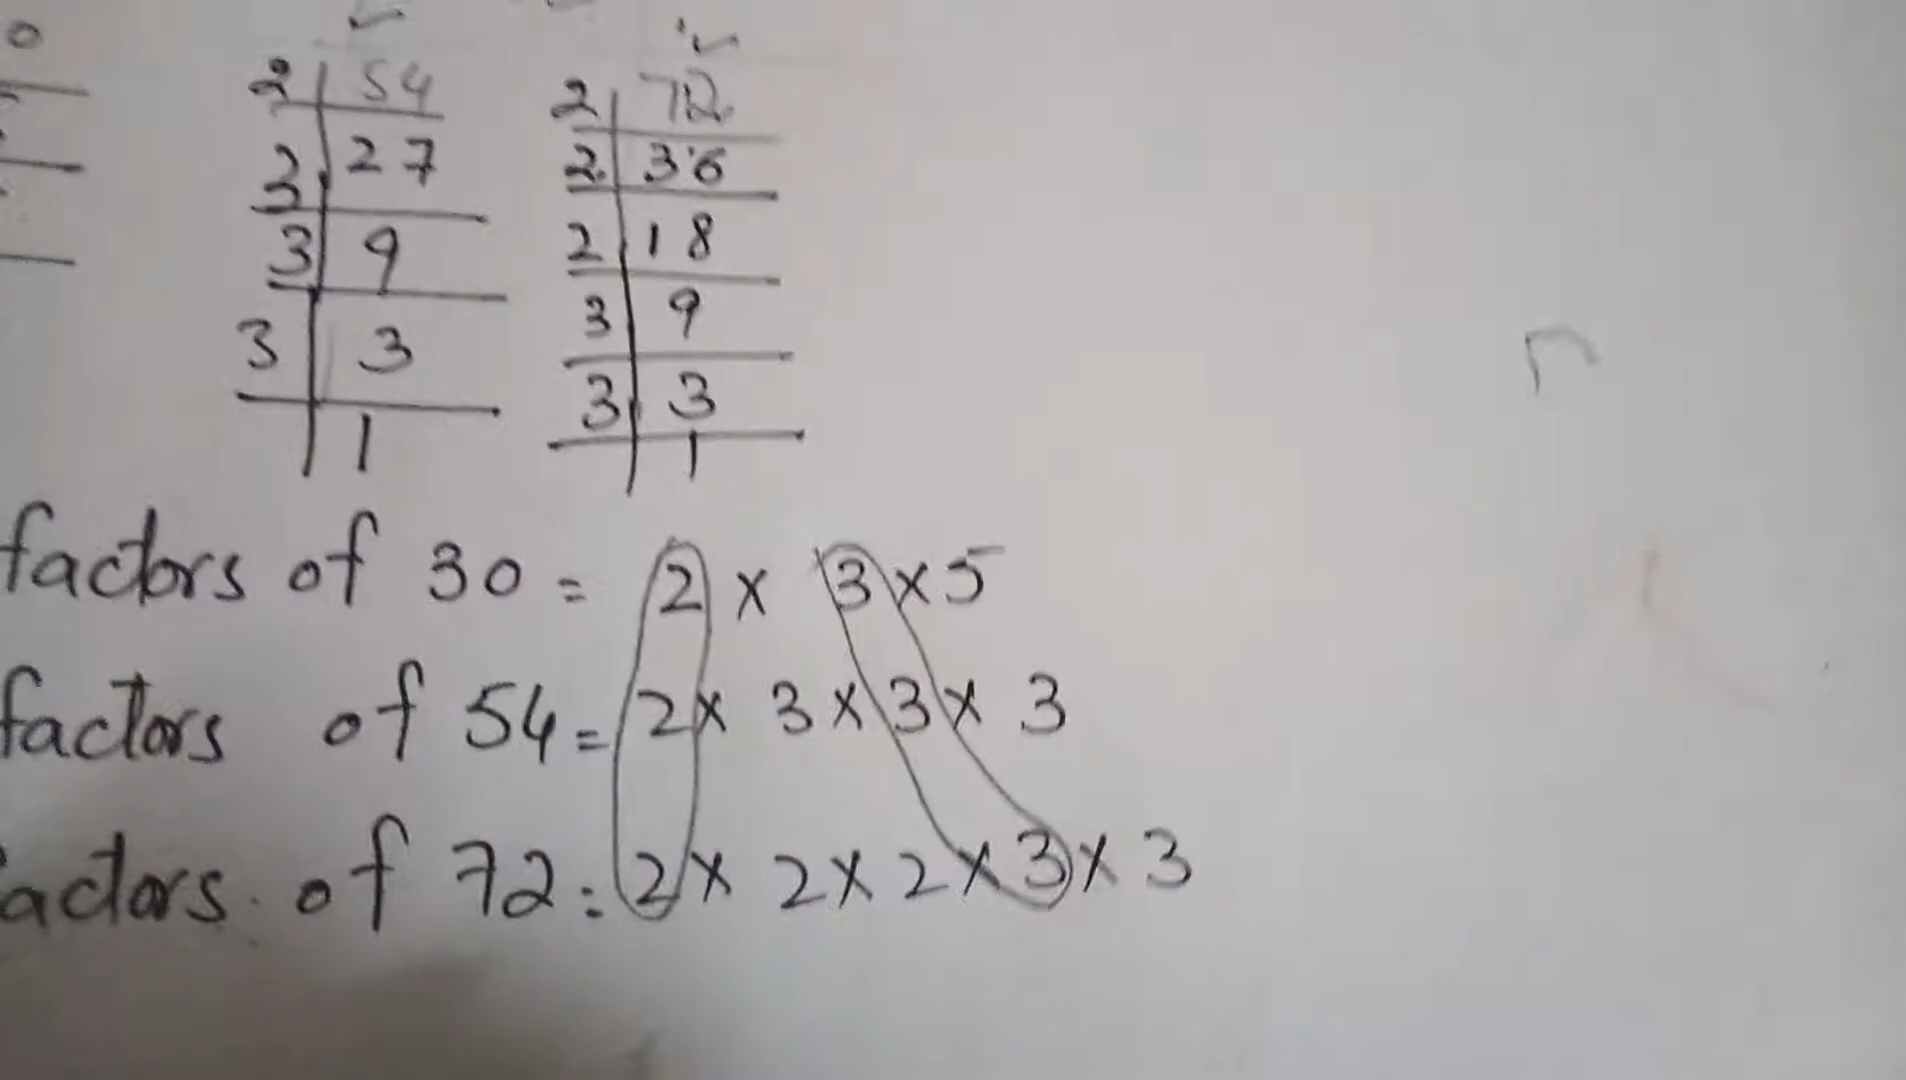 0
2 | 54
3 | 27
3 | 9
3 | 3
1
2 | 72
2 | 36
2 | 18
3 | 9
3 | 3
1
factors of 30 = 2 x 3 x 5
factors of 54 = 2 x 3 x 3 x 3
actors of 72 = 2 x 2 x 2 x 3 x 3